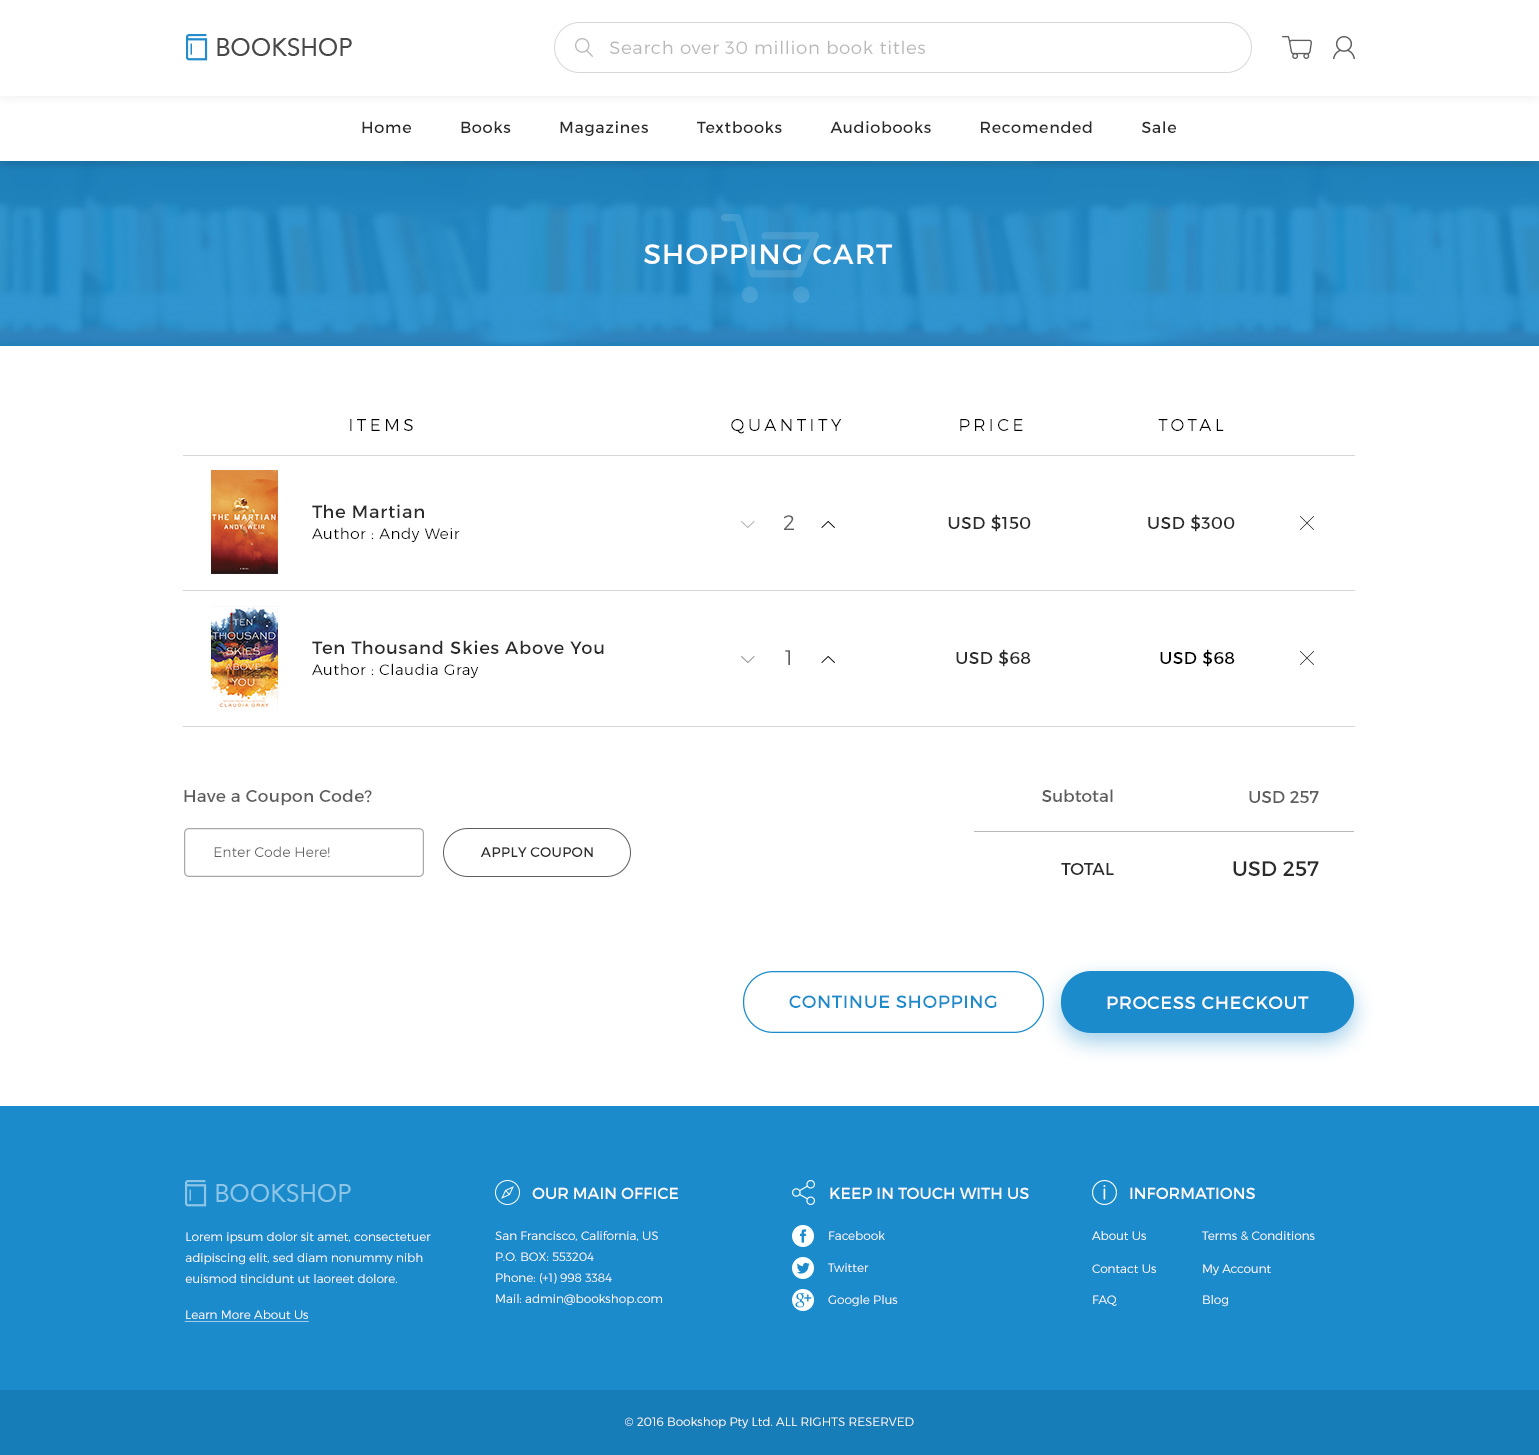 BOOKSHOP
Search over 30 million book titles
Home Books Magazines Textbooks Audiobooks Recomended Sale
SHOPPING CART
ITEMS QUANTITY PRICE TOTAL
THE MARTIAN
ANDY WEIR
The Martian
Author : Andy Weir
2 USD $150 USD $300
TEN
THOUSAND
SKIES
ABOVE
YOU
CLAUDIA GRAY
Ten Thousand Skies Above You
Author : Claudia Gray
1 USD $68 USD $68
Have a Coupon Code?
Enter Code Here!
APPLY COUPON
Subtotal USD 257
TOTAL USD 257
CONTINUE SHOPPING
PROCESS CHECKOUT
BOOKSHOP
Lorem ipsum dolor sit amet, consectetuer
adipiscing elit, sed diam nonummy nibh
euismod tincidunt ut laoreet dolore.
Learn More About Us
OUR MAIN OFFICE
San Francisco, California, US
P.O. BOX: 553204
Phone: (+1) 998 3384
Mail: admin@bookshop.com
KEEP IN TOUCH WITH US
Facebook
Twitter
Google Plus
INFORMATIONS
About Us Terms & Conditions
Contact Us My Account
FAQ Blog
© 2016 Bookshop Pty Ltd. ALL RIGHTS RESERVED